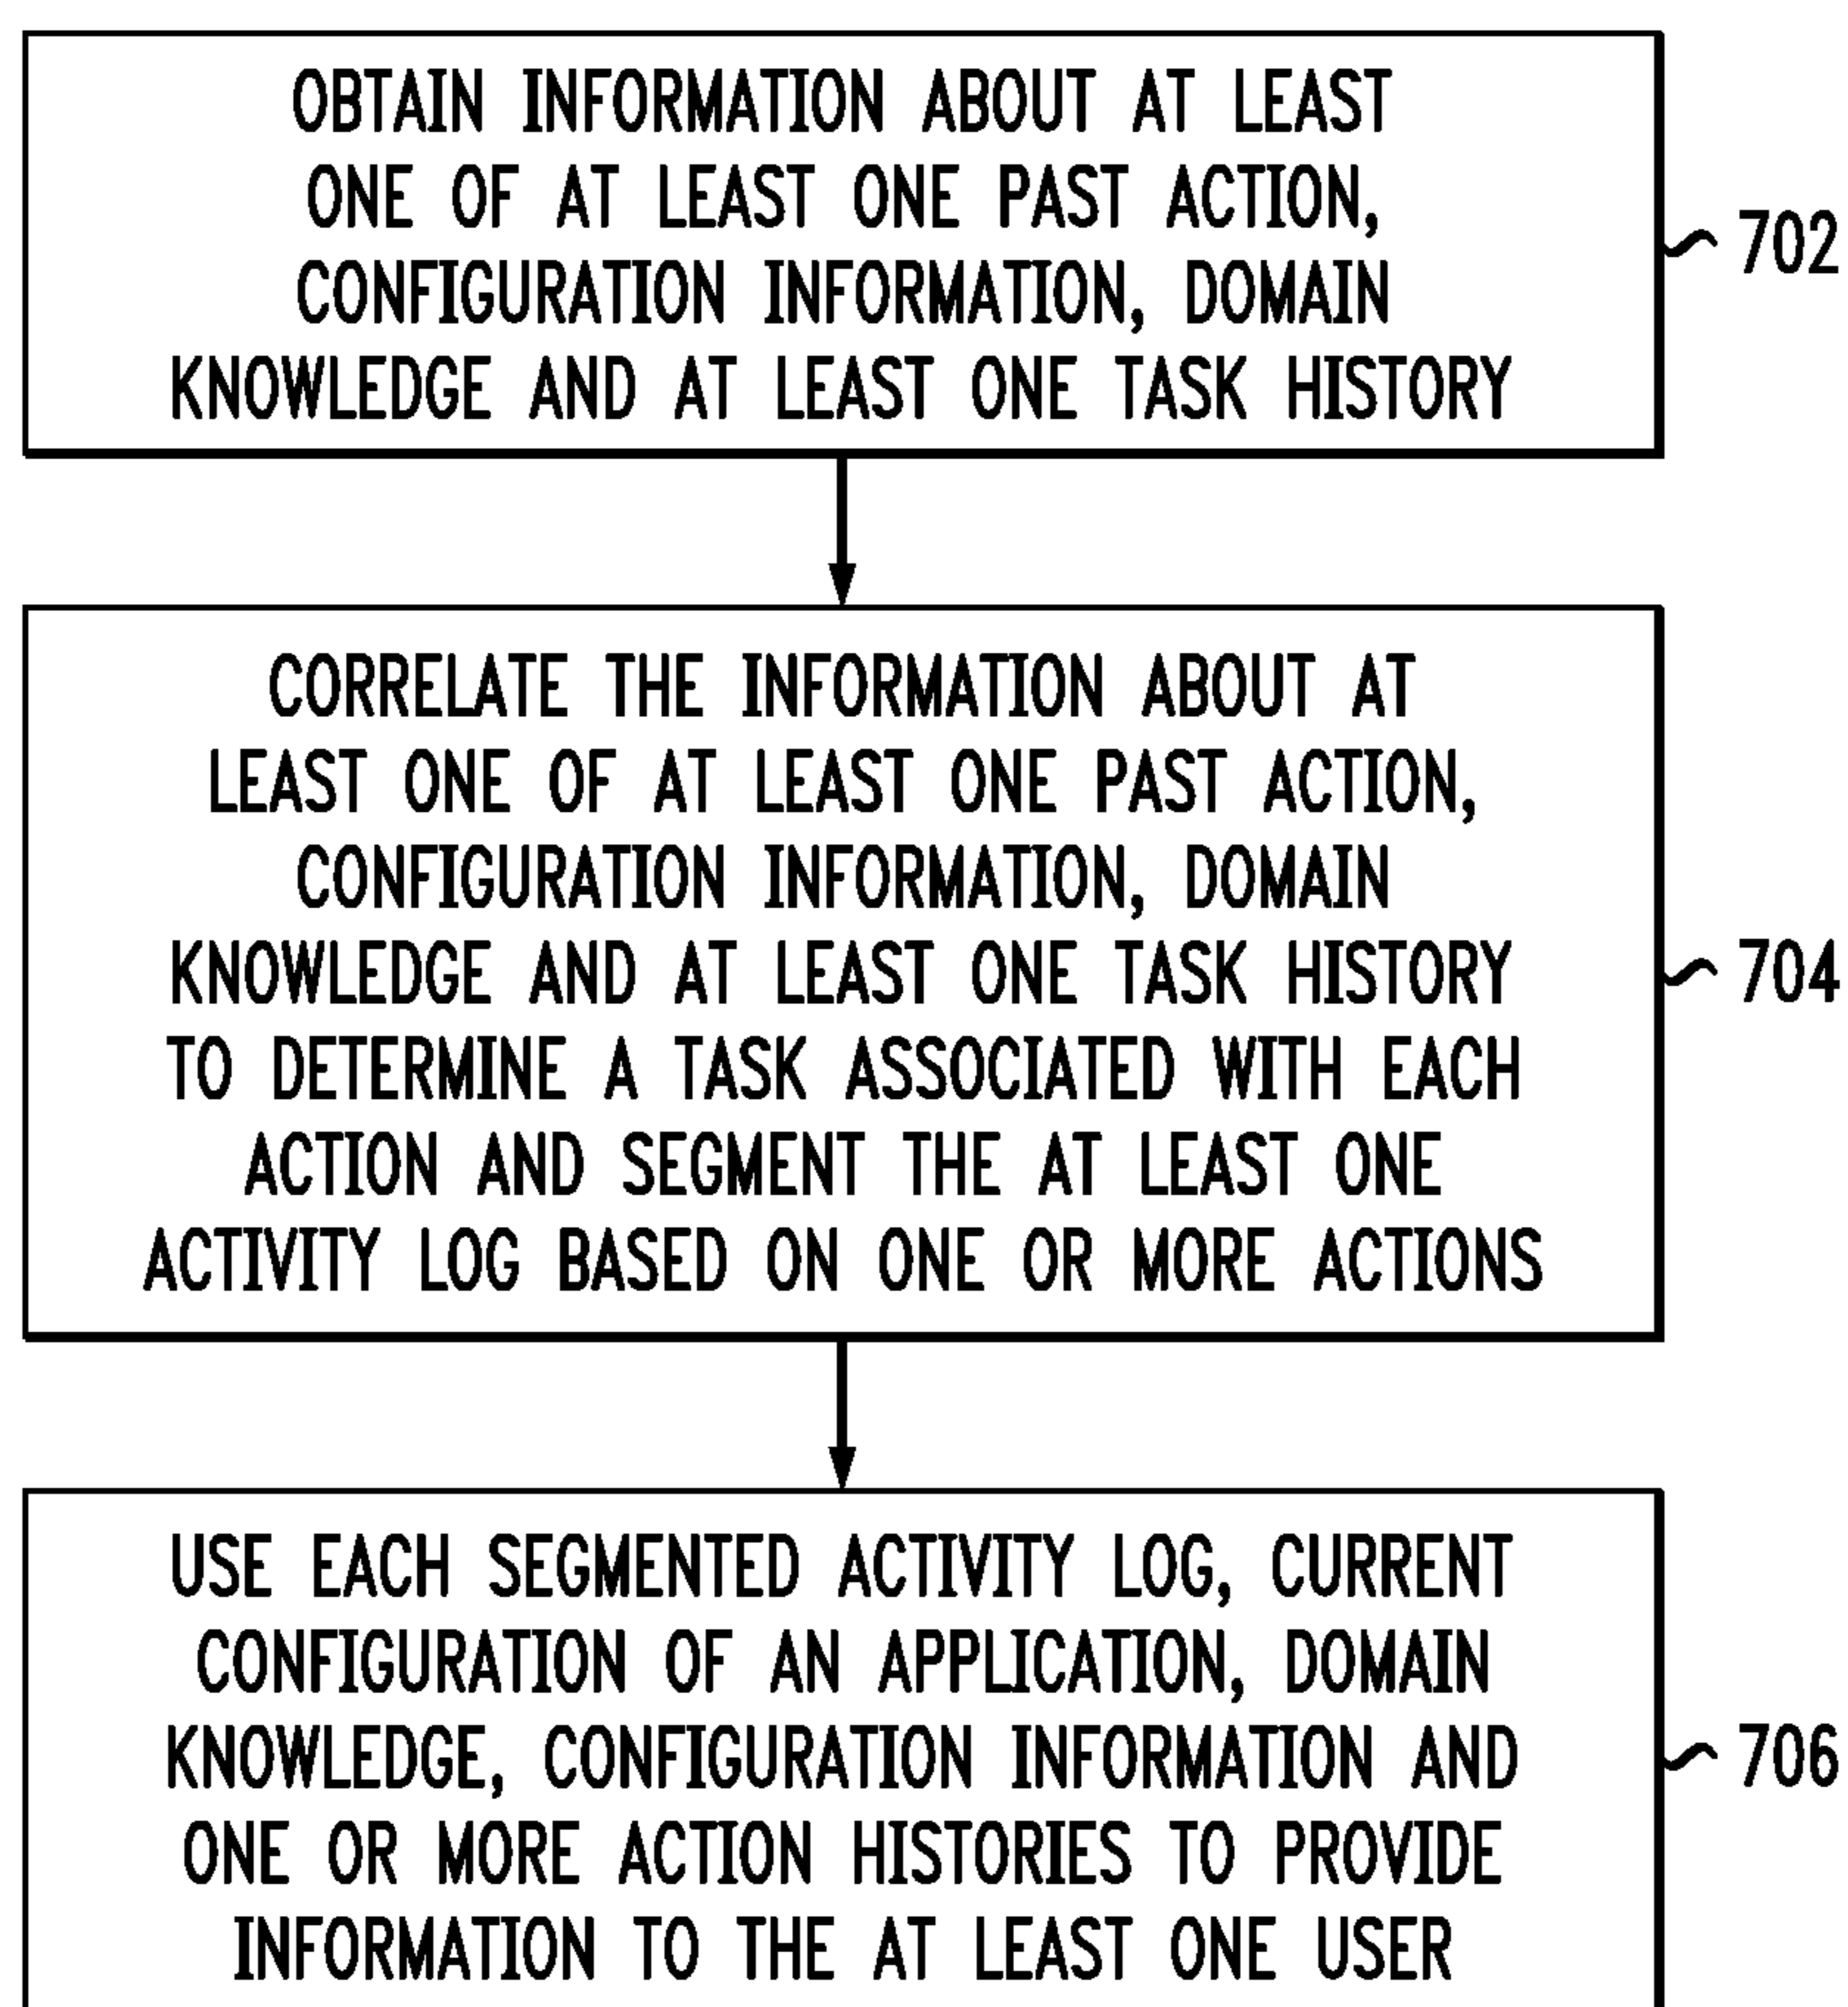 OBTAIN INFORMATION ABOUT AT LEAST
ONE OF AT LEAST ONE PAST ACTION,
CONFIGURATION INFORMATION, DOMAIN
KNOWLEDGE AND AT LEAST ONE TASK HISTORY
702
CORRELATE THE INFORMATION ABOUT AT
LEAST ONE OF AT LEAST ONE PAST ACTION,
CONFIGURATION INFORMATION, DOMAIN
KNOWLEDGE AND AT LEAST ONE TASK HISTORY
TO DETERMINE A TASK ASSOCIATED WITH EACH
ACTION AND SEGMENT THE AT LEAST ONE
ACTIVITY LOG BASED ON ONE OR MORE ACTIONS
704
USE EACH SEGMENTED ACTIVITY LOG, CURRENT
CONFIGURATION OF AN APPLICATION, DOMAIN
KNOWLEDGE, CONFIGURATION INFORMATION AND
ONE OR MORE ACTION HISTORIES TO PROVIDE
INFORMATION TO THE AT LEAST ONE USER
706